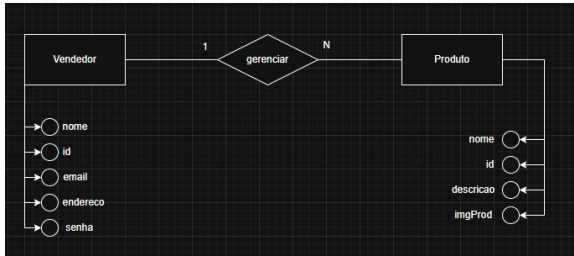 Vendedor
1
gerenciar
N
Produto
nome
id
email
endereco
senha
nome
id
descricao
imgProd